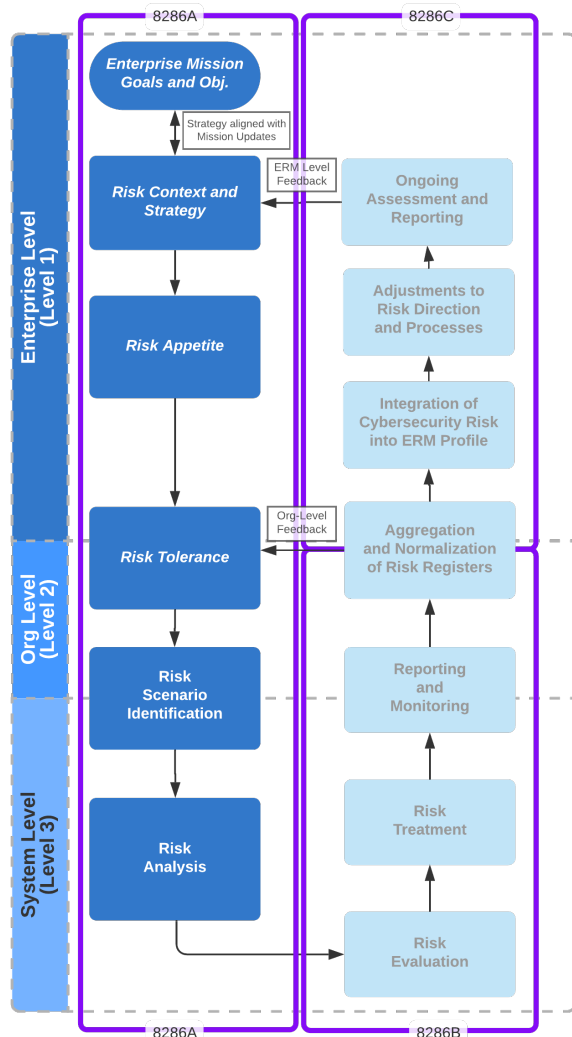 8286A
8286C
Enterprise Mission
Goals and Obj.
Strategy aligned with
Mission Updates
ERM Level
Feedback
Risk Context and
Strategy
Ongoing
Assessment and
Reporting
Enterprise Level
(Level 1)
Risk Appetite
Adjustments to
Risk Direction
and Processes
Integration of
Cybersecurity Risk
into ERM Profile
Org-Level
Feedback
Risk Tolerance
Aggregation
and Normalization
of Risk Registers
Org Level
(Level 2)
Risk
Scenario
Identification
Reporting
and
Monitoring
System Level
(Level 3)
Risk
Analysis
Risk
Treatment
Risk
Evaluation
8286A
8286B